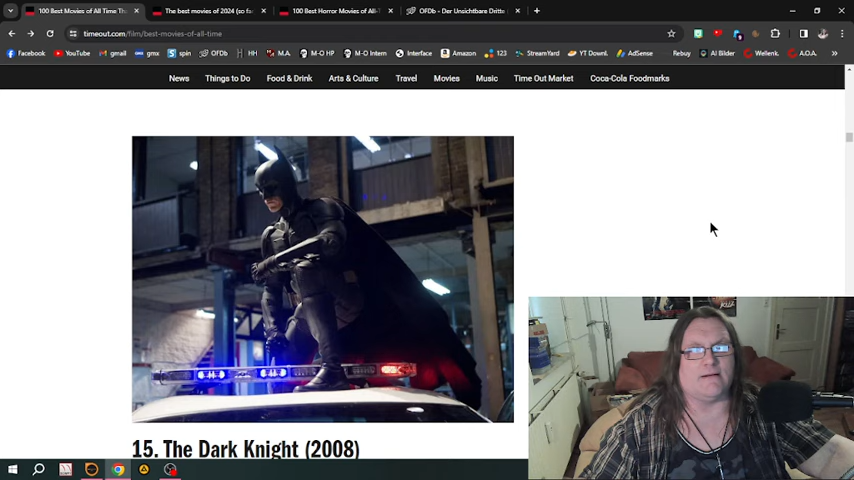 100 Best Movies of All Time Th
The best movies of 2024 (so fa
100 Best Horror Movies of All-T
OFDb - Der Unsichtbare Dritte
timeout.com/film/best-movies-of-all-time
Facebook YouTube gmail gmx spin OFDb M.A. M-O HP M-O Intern Interface Amazon 123 StreamYard YT Downl. AdSense Rebuy AI Bilder Wellenk. A.O.A.
News Things to Do Food & Drink Arts & Culture Travel Movies Music Time Out Market Coca-Cola Foodmarks
15. The Dark Knight (2008)